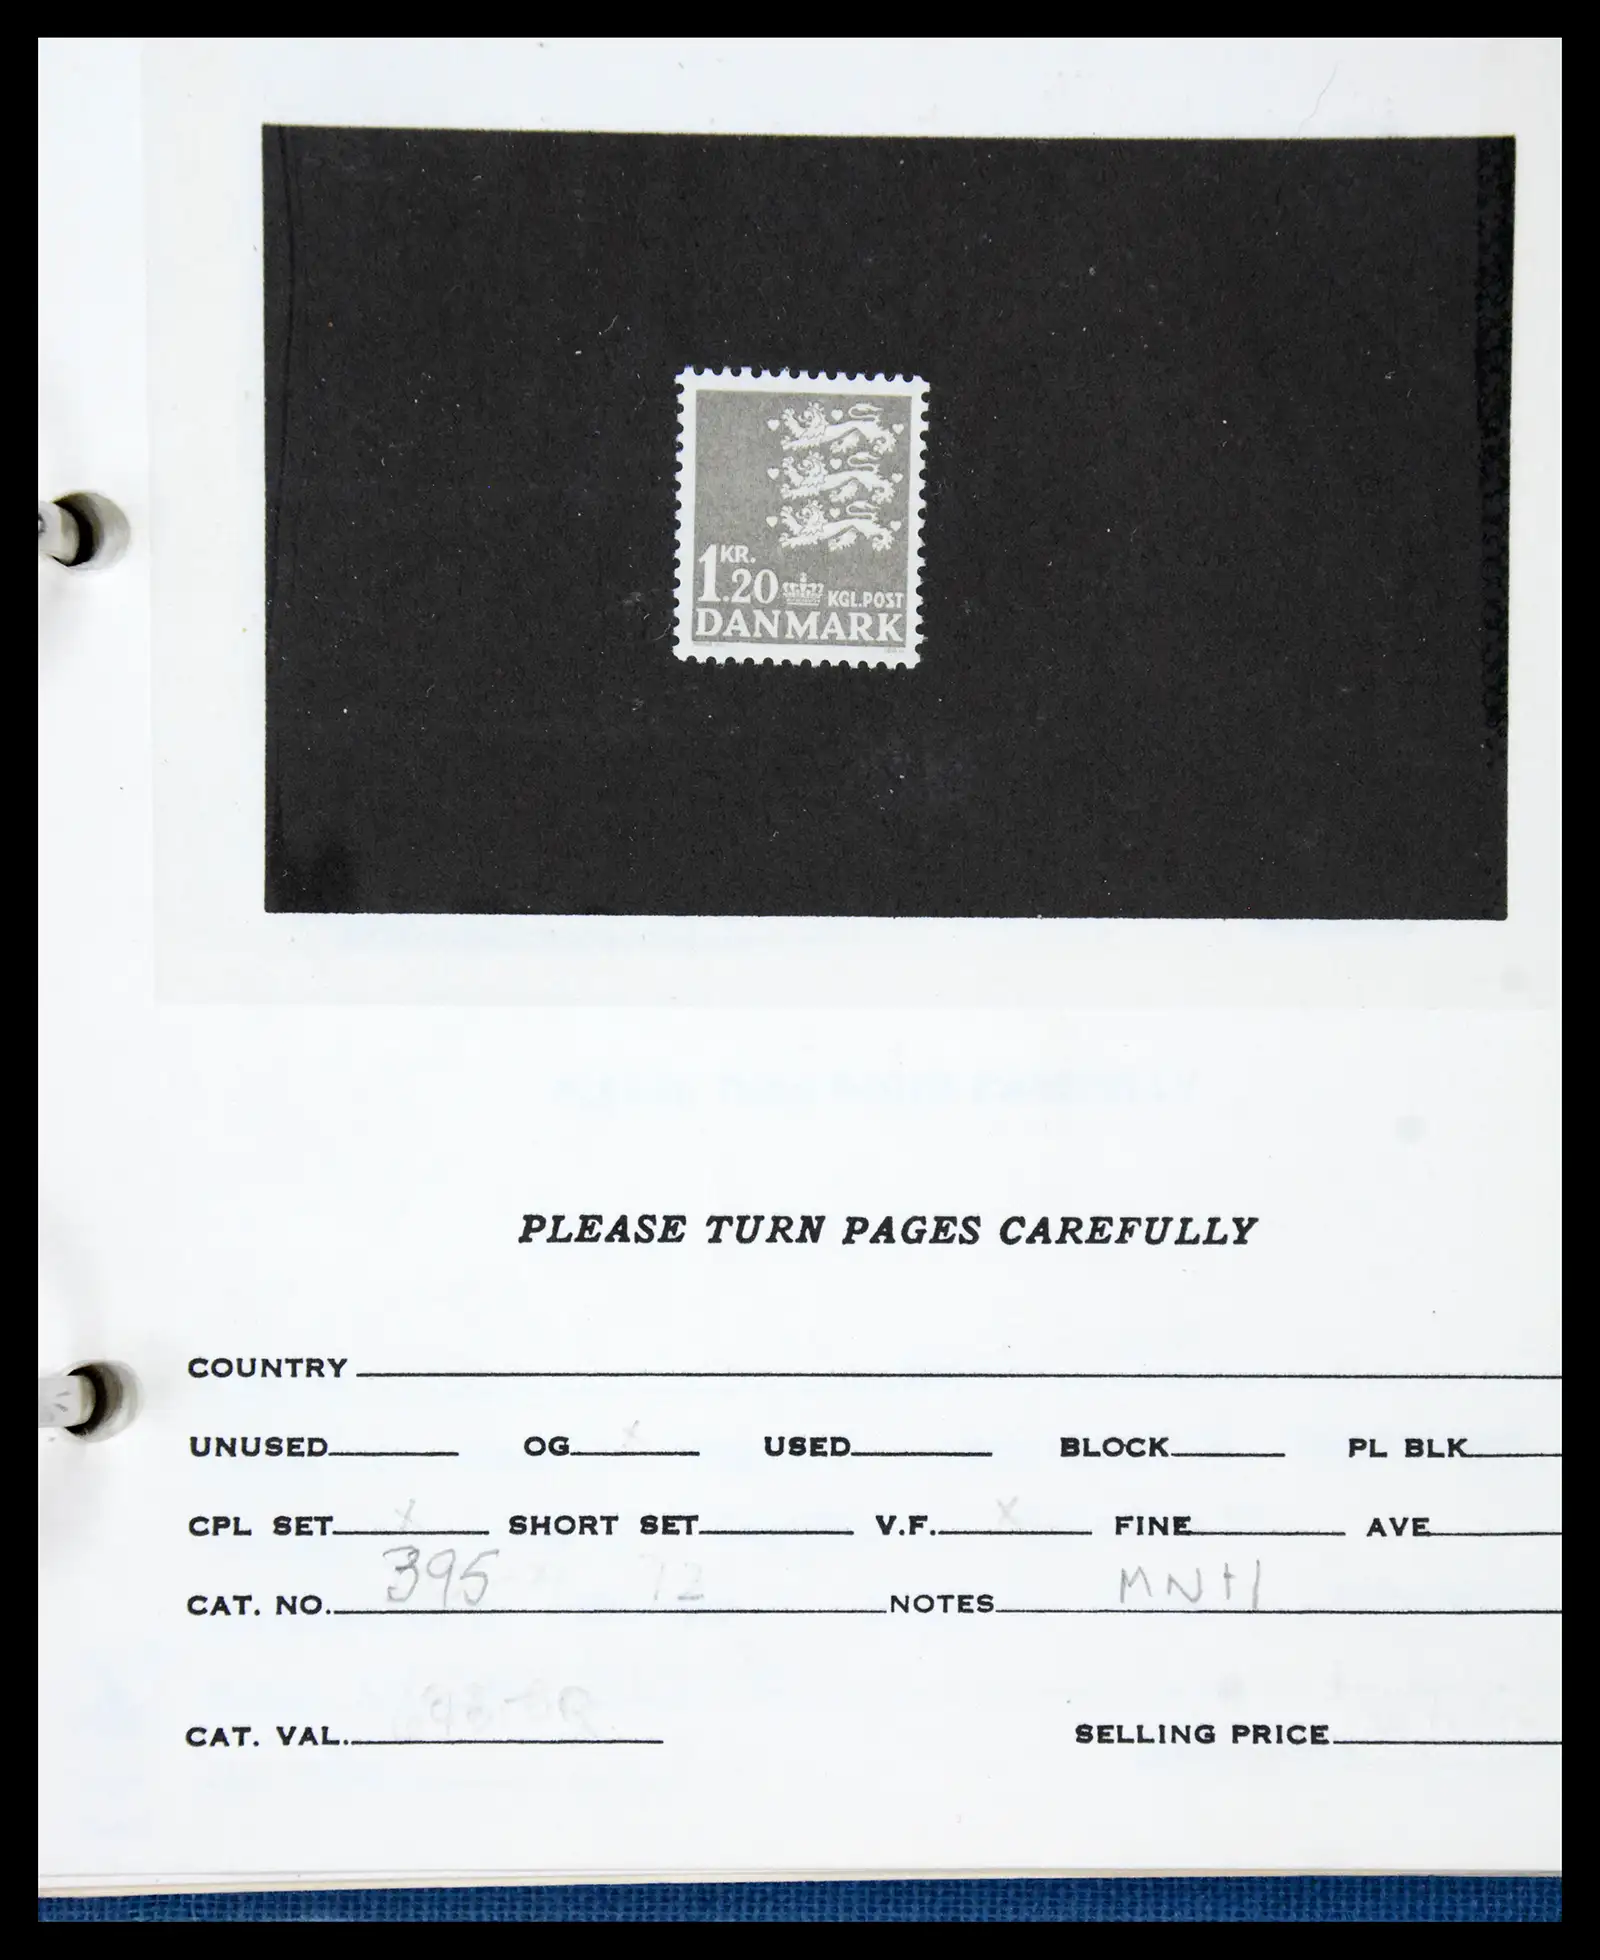 1 KR.
.20 KGL.POST
DANMARK
PLEASE TURN PAGES CAREFULLY
COUNTRY
UNUSED OG x USED BLOCK PL BLK
CPL SET x SHORT SET V.F. x FINE AVE
CAT. NO. 395 72 NOTES MNH
CAT. VAL. SELLING PRICE